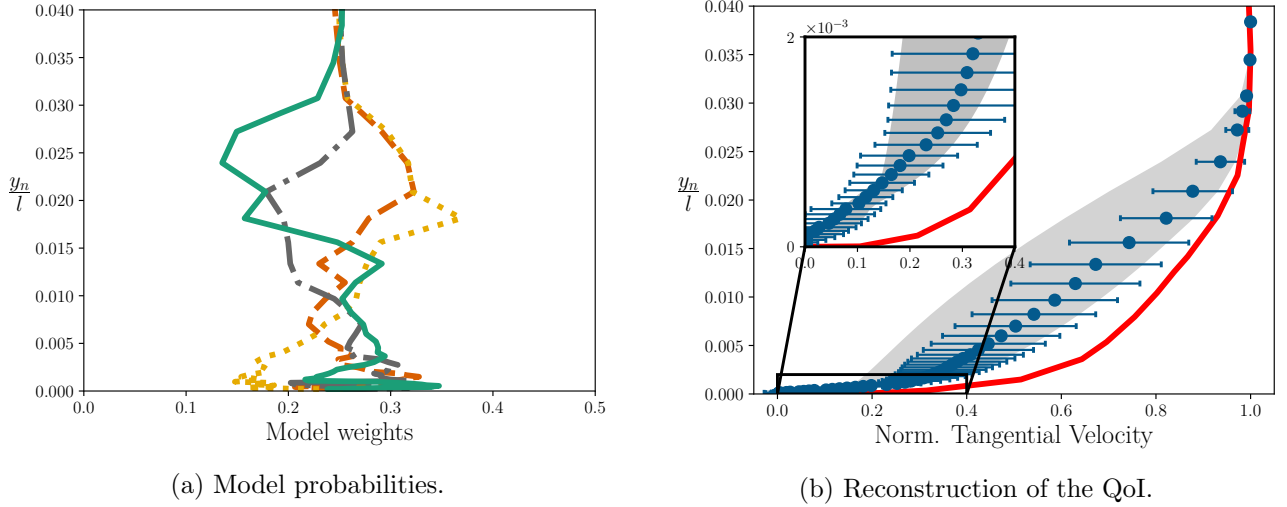 0.040
0.035
0.030
0.025
y_n
l
0.020
0.015
0.010
0.005
0.000
0.0 0.1 0.2 0.3 0.4 0.5
Model weights
(a) Model probabilities.
0.040
0.035
0.030
0.025
y_n
l
0.020
0.015
0.010
0.005
0.000
2 ×10⁻³
0
0.0 0.1 0.2 0.3 0.4
0.0 0.2 0.4 0.6 0.8 1.0
Norm. Tangential Velocity
(b) Reconstruction of the QoI.